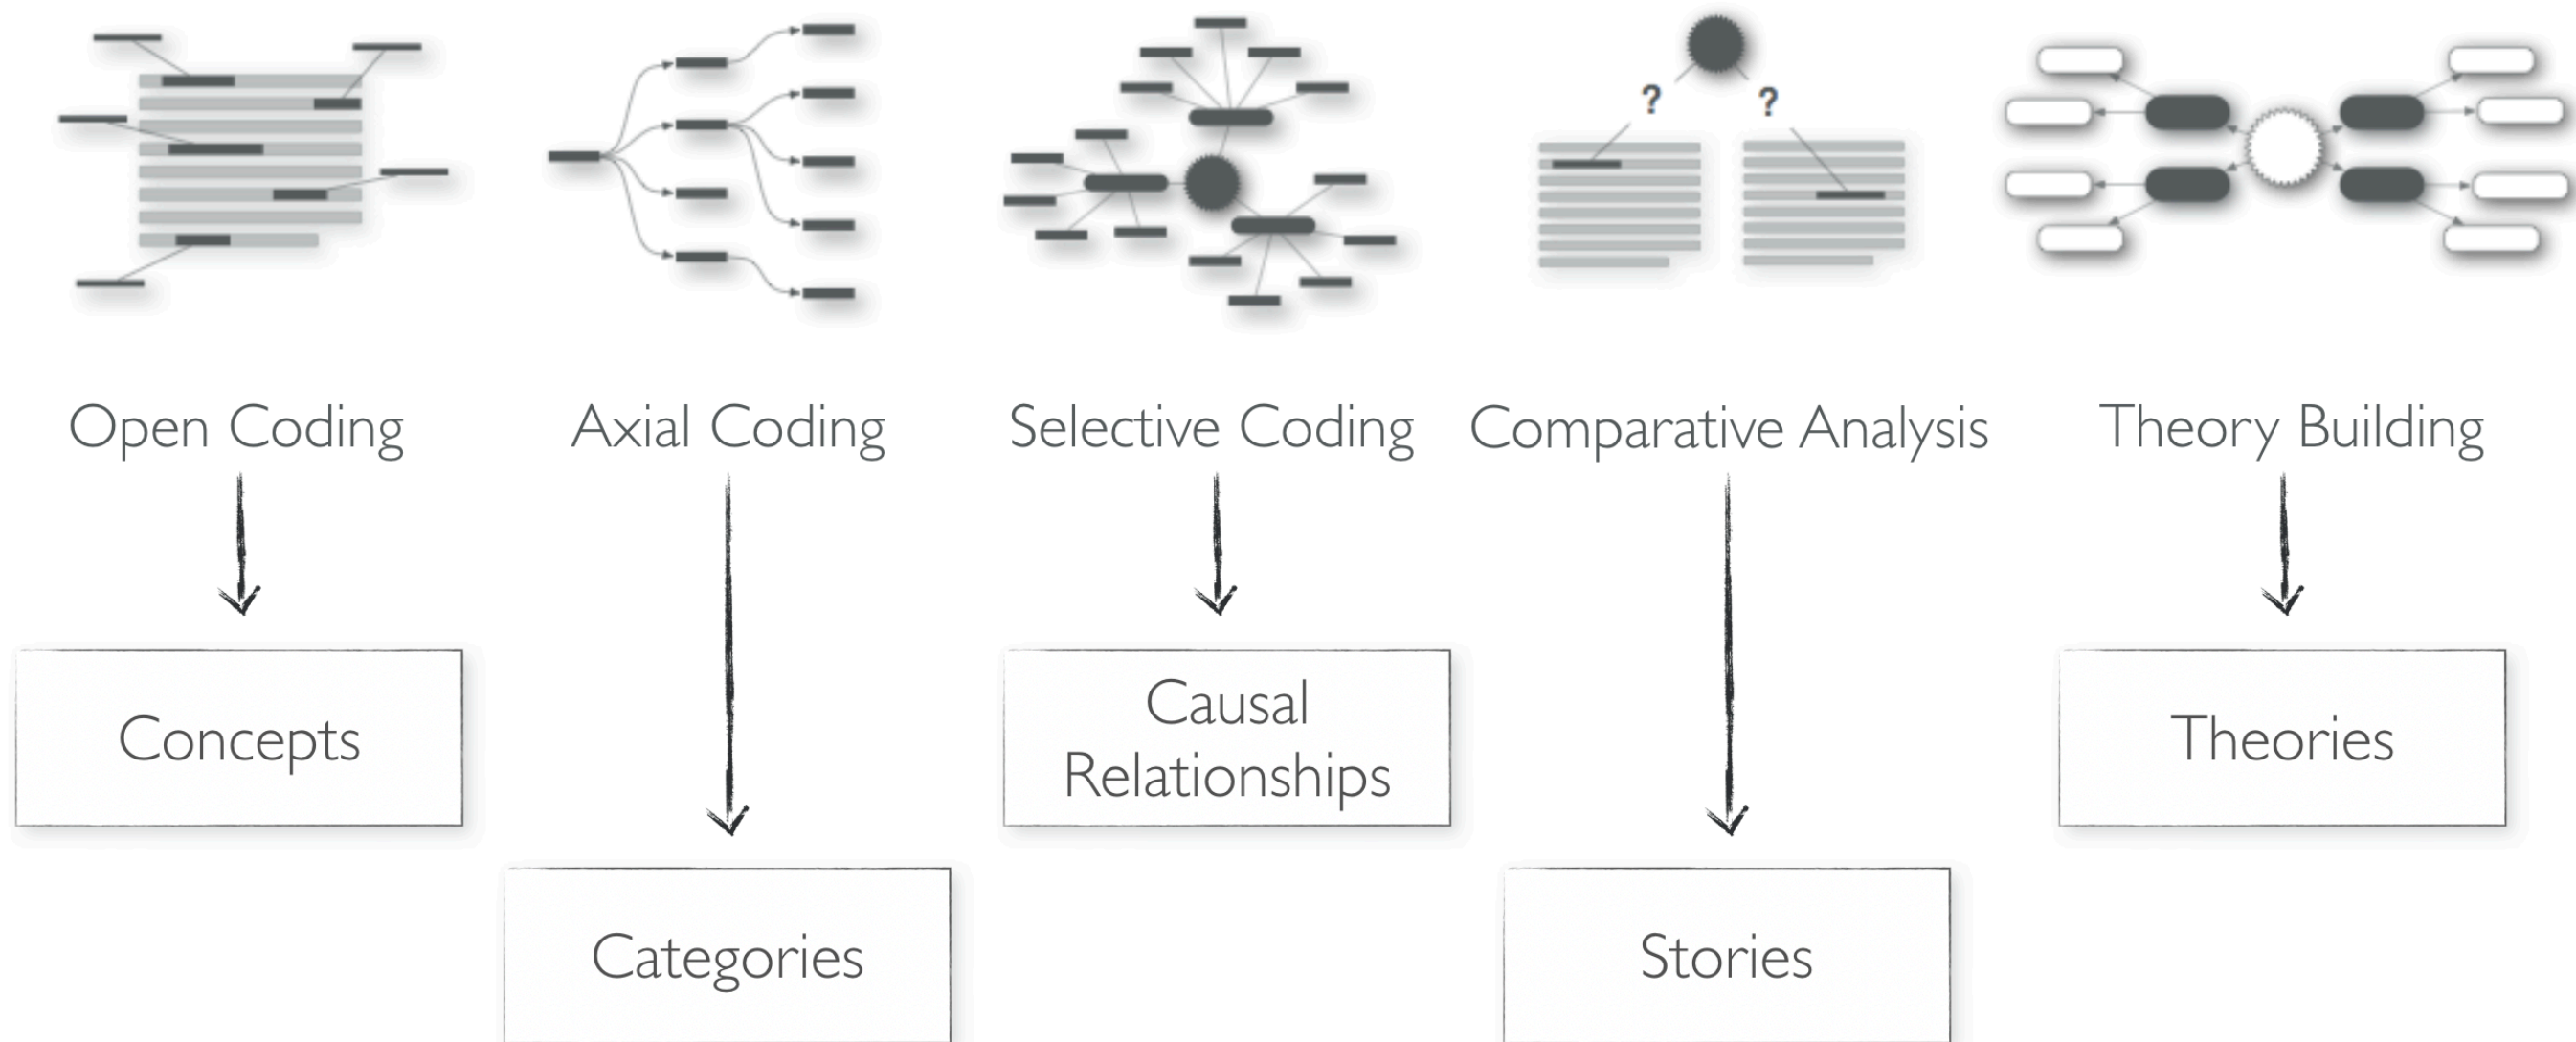 ? ?
Open Coding
Axial Coding
Selective Coding
Comparative Analysis
Theory Building
Concepts
Causal
Relationships
Theories
Categories
Stories